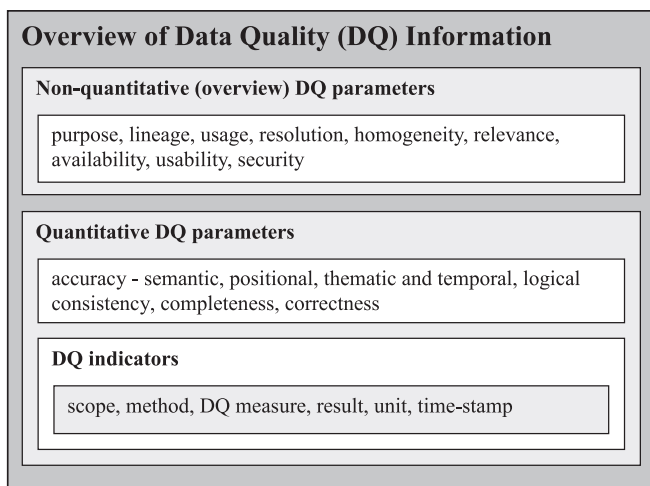 Overview of Data Quality (DQ) Information
Non-quantitative (overview) DQ parameters
purpose, lineage, usage, resolution, homogeneity, relevance,
availability, usability, security
Quantitative DQ parameters
accuracy - semantic, positional, thematic and temporal, logical
consistency, completeness, correctness
DQ indicators
scope, method, DQ measure, result, unit, time-stamp